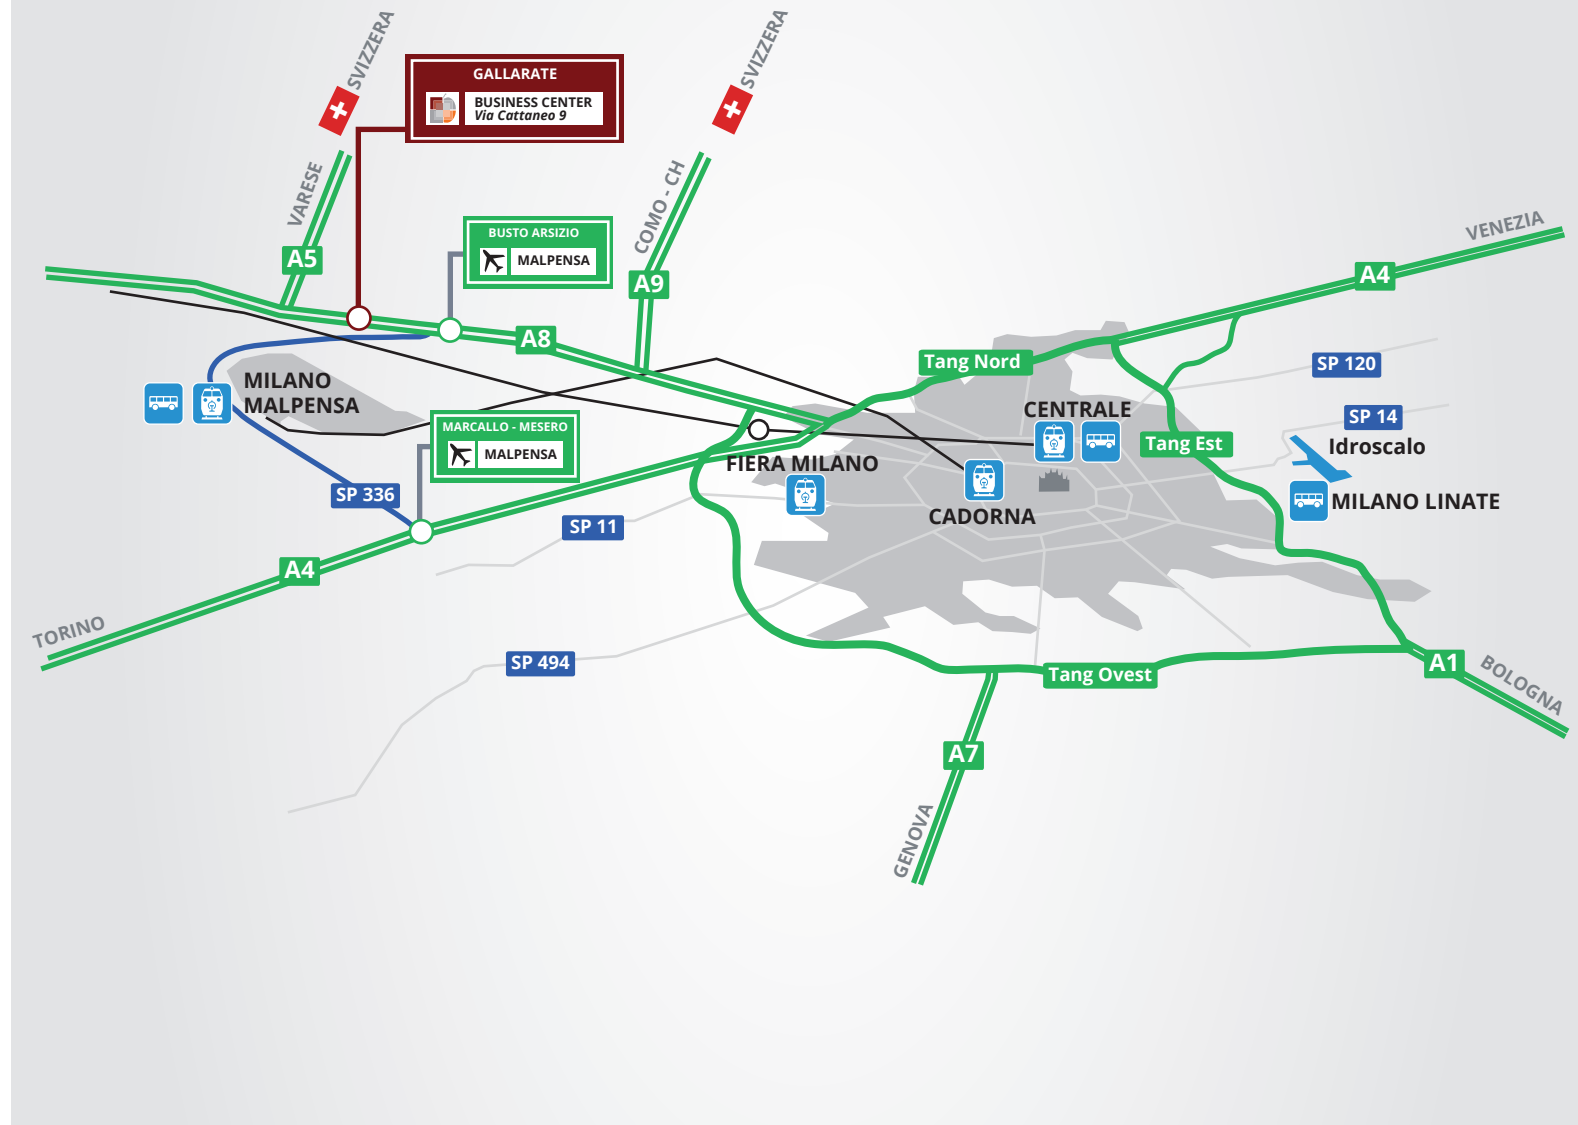 SVIZZERA
SVIZZERA
GALLARATE
BUSINESS CENTER
Via Cattaneo 9
VARESE
COMO - CH
BUSTO ARSIZIO
MALPENSA
VENEZIA
A5
A9
A4
A8
Tang Nord
SP 120
MILANO
MALPENSA
CENTRALE
SP 14
MARCALLO - MESERO
MALPENSA
Tang Est
Idroscalo
FIERA MILANO
SP 336
MILANO LINATE
CADORNA
SP 11
A4
TORINO
SP 494
Tang Ovest
A1
BOLOGNA
A7
GENOVA